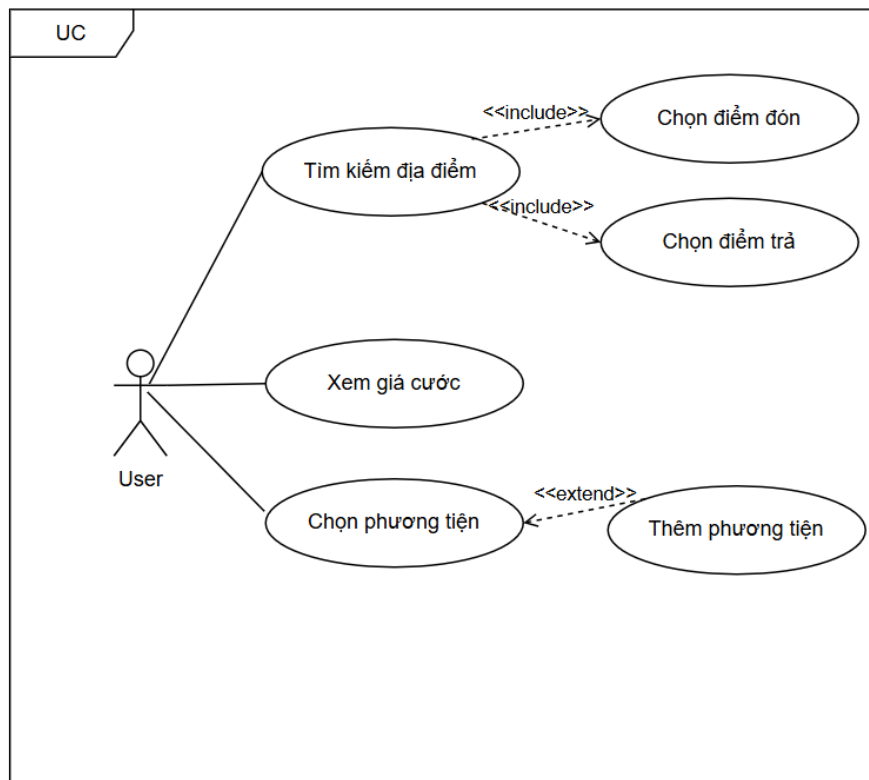 UC
<<include>>
Chọn điểm đón
Tìm kiếm địa điểm
<<include>>
Chọn điểm trả
Xem giá cước
User
<<extend>>
Chọn phương tiện
Thêm phương tiện